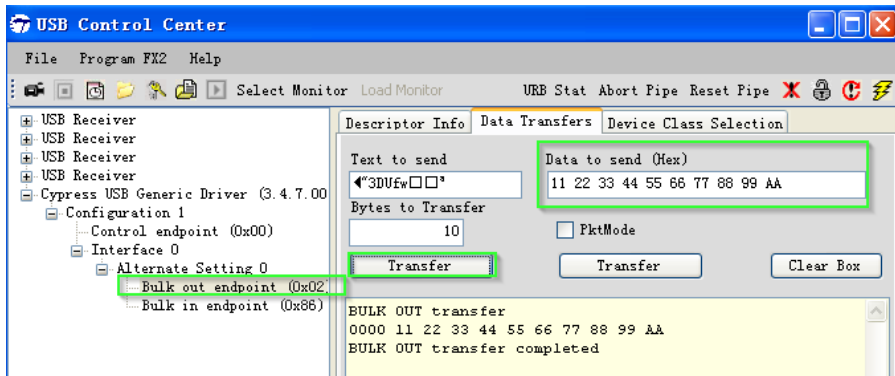 USB Control Center
File Program FX2 Help
Select Monitor Load Monitor URB Stat Abort Pipe Reset Pipe
USB Receiver
USB Receiver
USB Receiver
USB Receiver
Cypress USB Generic Driver (3.4.7.00
Configuration 1
Control endpoint (0x00)
Interface 0
Alternate Setting 0
Bulk out endpoint (0x02)
Bulk in endpoint (0x86)
Descriptor Info Data Transfers Device Class Selection
Text to send Data to send (Hex)
◀"3DUfw□□ª 11 22 33 44 55 66 77 88 99 AA
Bytes to Transfer
10 PktMode
Transfer Transfer Clear Box
BULK OUT transfer
0000 11 22 33 44 55 66 77 88 99 AA
BULK OUT transfer completed